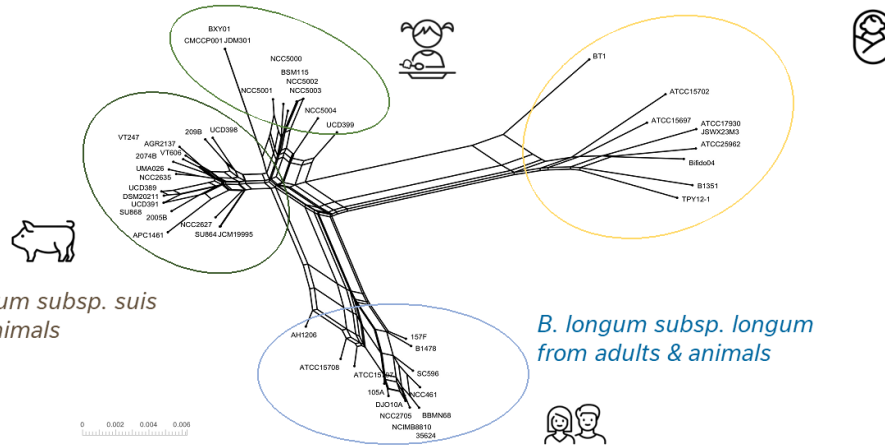 BXY01
CMCCP001 JDM301
NCC5000
BSM115
NCC5002
NCC5001
NCC5003
NCC5004
UCD399
BT1
ATCC15702
ATCC15697
ATCC17930
JSWX23M3
ATCC25962
Bifido04
B1351
TPY12-1
209B
UCD398
VT247
AGR2137
2074B
VT606
UMA026
NCC2635
UCD389
DSM20211
UCD391
SU868
2005B
APC1461
NCC2627
SU864 JCM19995
um subsp. suis
nimals
B. longum subsp. longum
from adults & animals
AH1206
157F
B1478
ATCC15708
SC596
NCC461
105A
DJO10A
BBMN68
NCC2705
NCIMB8810
35624
0 0.002 0.004 0.006